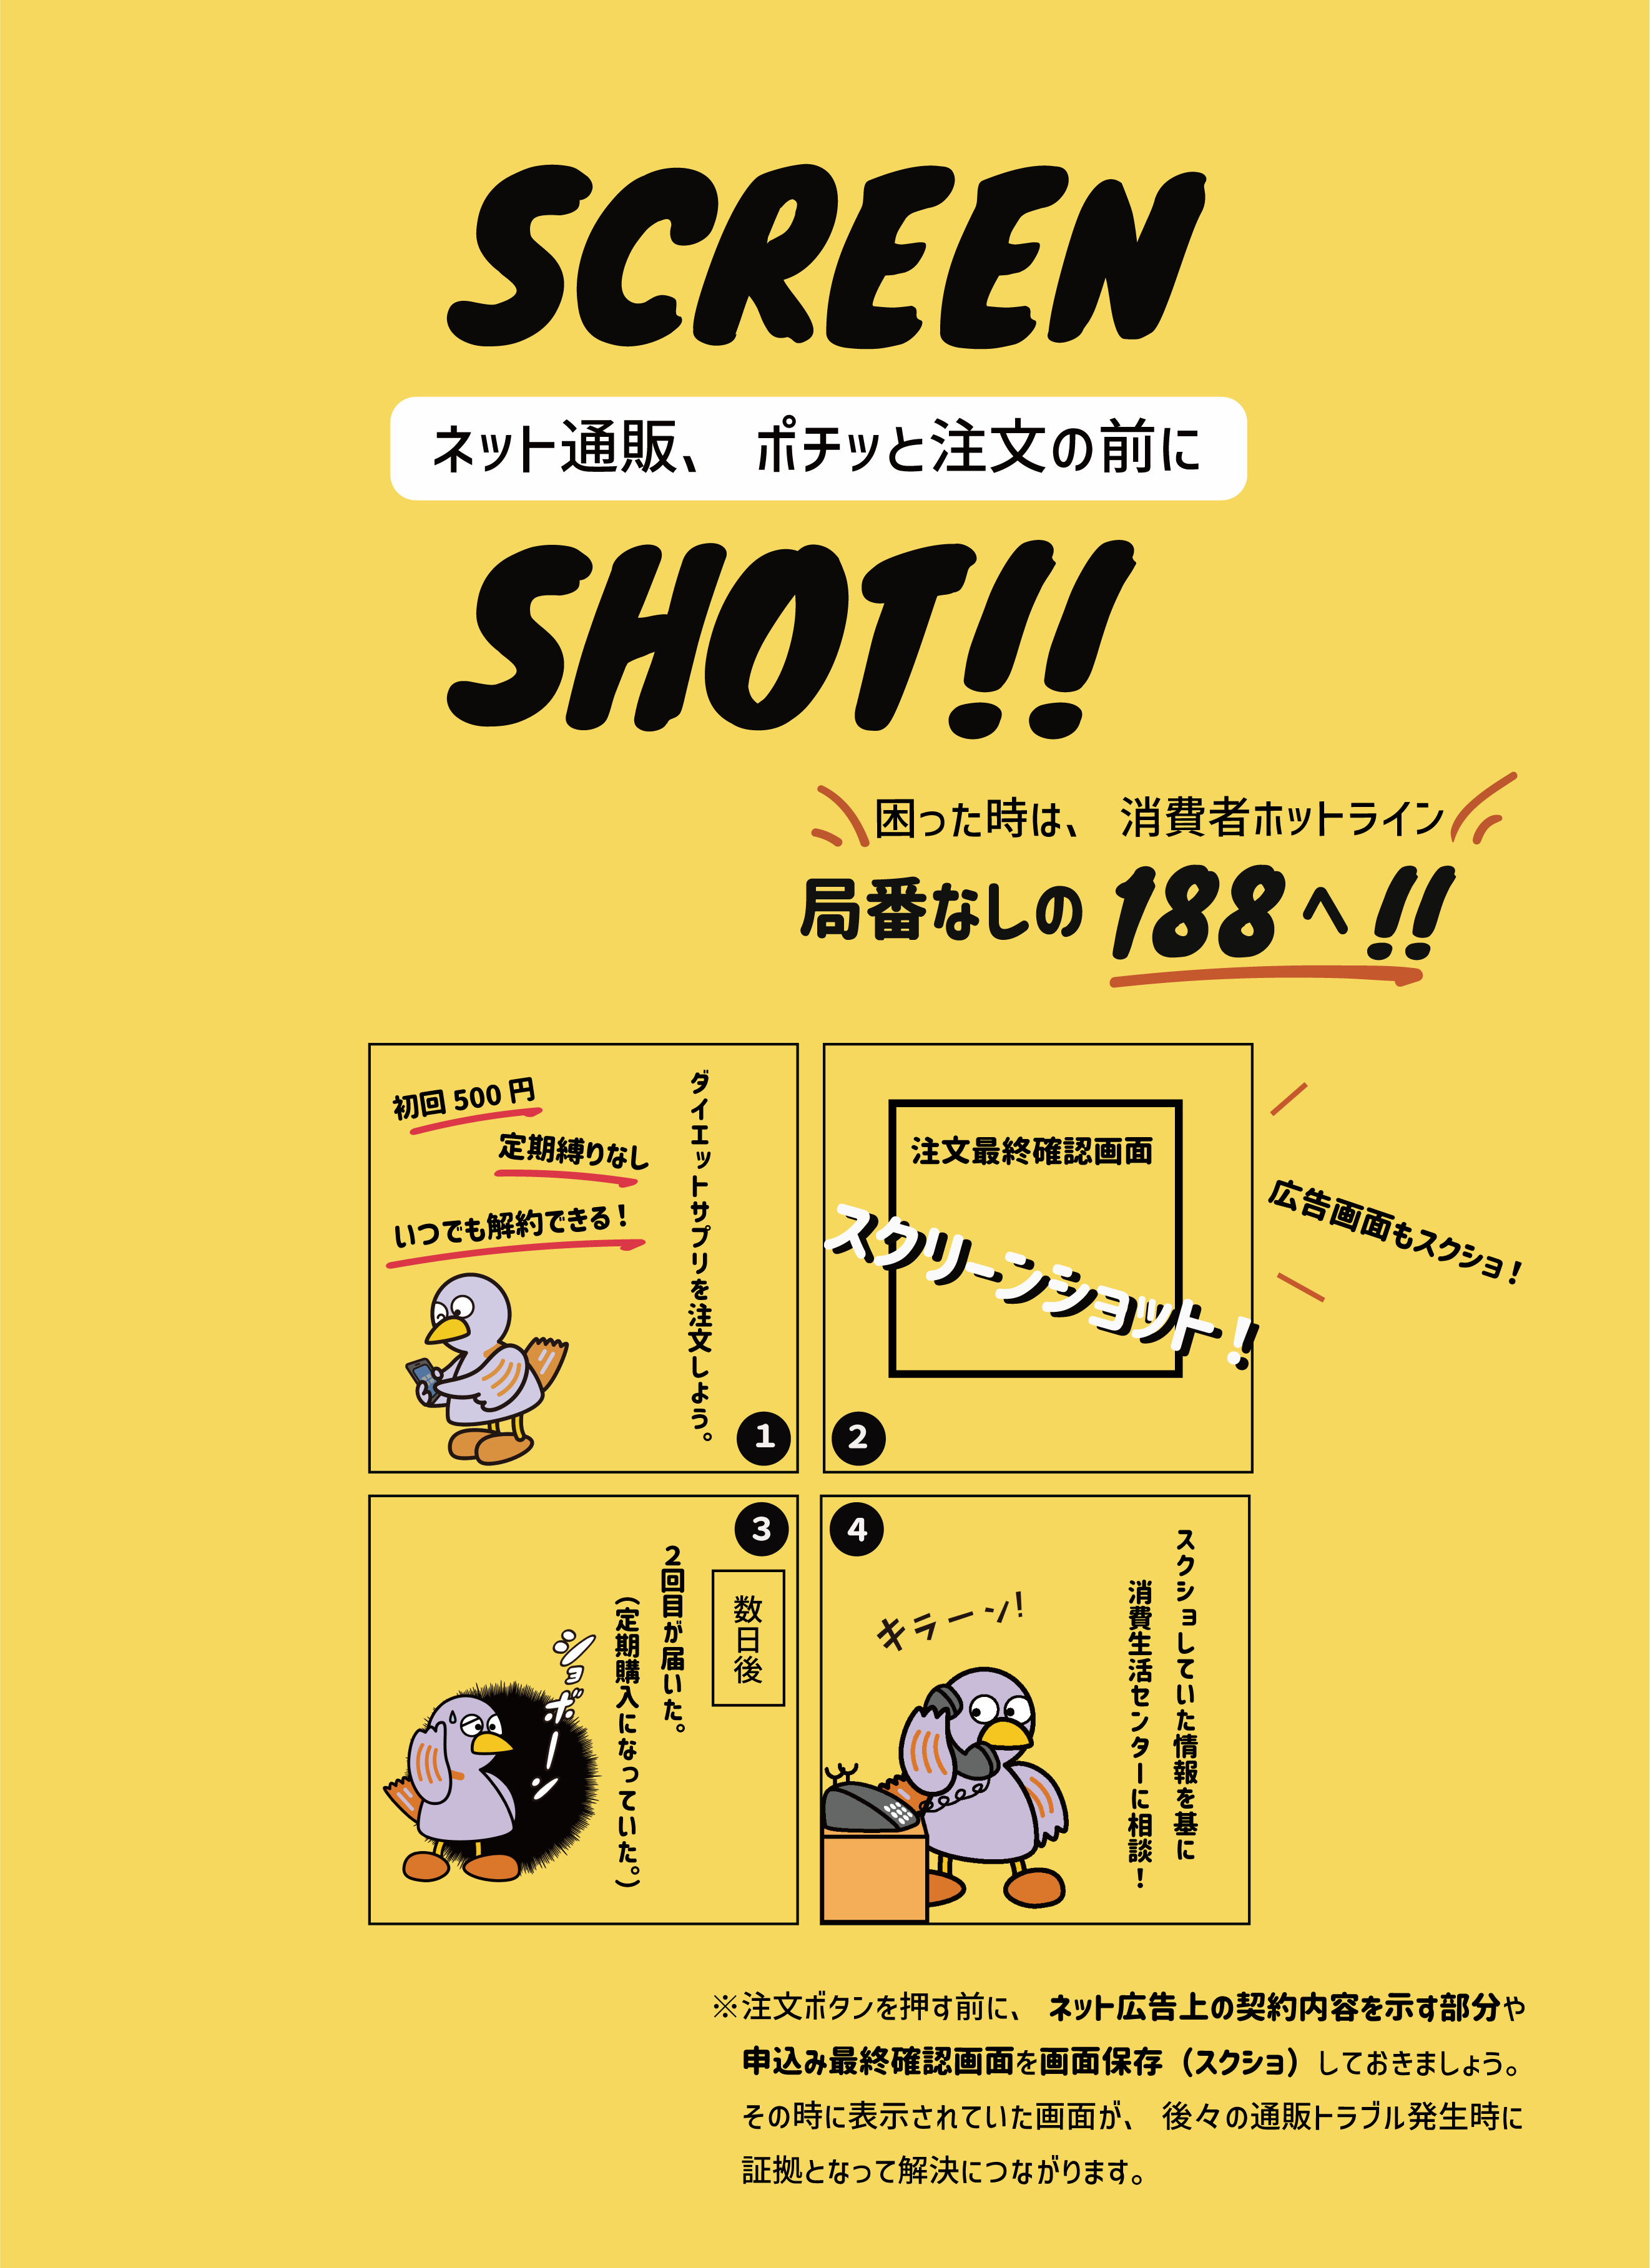 SCREEN
ネット通販、 ポチッと注文の前に
SHOT!!
困った時は、 消費者ホットライン
局番なしの 188 へ !!
初回 500 円
定期縛りなし
いつでも解約できる！
ダイエットサプリを注文しよう。
1
注文最終確認画面
スクリーンショット！
2
広告画面もスクショ！
3
数日後
２回目が届いた。
（定期購入になっていた。）
ショボーン
4
スクショしていた情報を基に
消費生活センターに相談！
キラーン！
※注文ボタンを押す前に、 ネット広告上の契約内容を示す部分や
申込み最終確認画面を画面保存（スクショ）しておきましょう。
その時に表示されていた画面が、 後々の通販トラブル発生時に
証拠となって解決につながります。